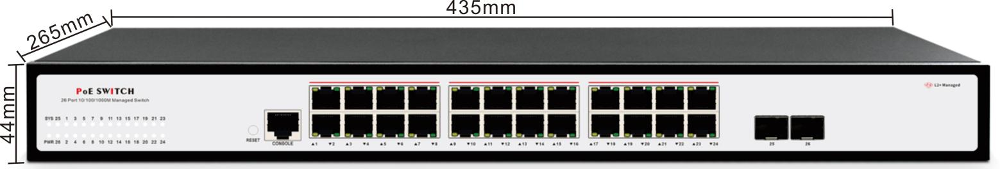 435mm
265mm
44mm
PoE SWITCH
26 Port 10/100/1000M Managed Switch
SYS 25 1 3 5 7 9 11 13 15 17 19 21 23
PWR 26 2 4 6 8 10 12 14 16 18 20 22 24
RESET
CONSOLE
▲1 ▼2 ▲3 ▼4 ▲5 ▼6 ▲7 ▼8 ▲9 ▼10 ▲11 ▼12 ▲13 ▼14 ▲15 ▼16 ▲17 ▼18 ▲19 ▼20 ▲21 ▼22 ▲23 ▼24
25 26
L2+ Managed